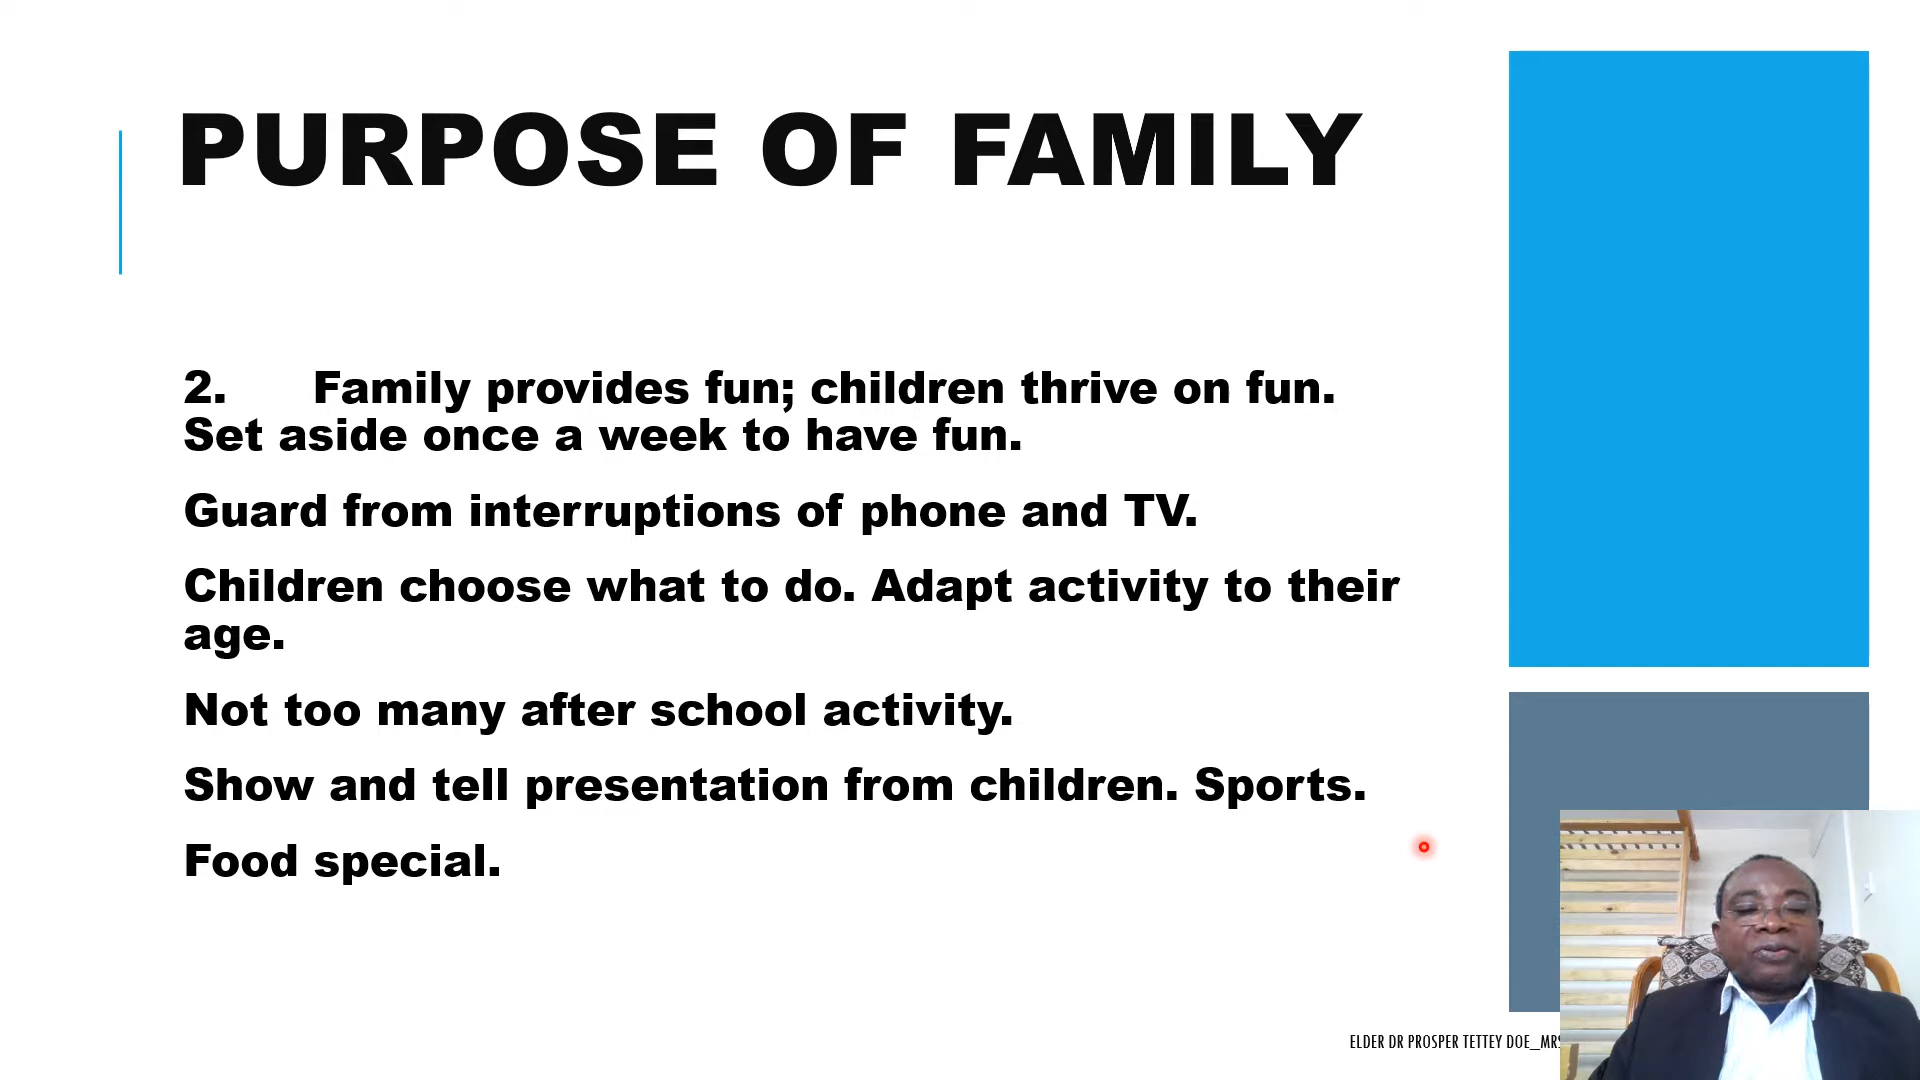 PURPOSE OF FAMILY
2. Family provides fun; children thrive on fun.
Set aside once a week to have fun.
Guard from interruptions of phone and TV.
Children choose what to do. Adapt activity to their
age.
Not too many after school activity.
Show and tell presentation from children. Sports.
Food special.
ELDER DR PROSPER TETTEY DOE_MRS